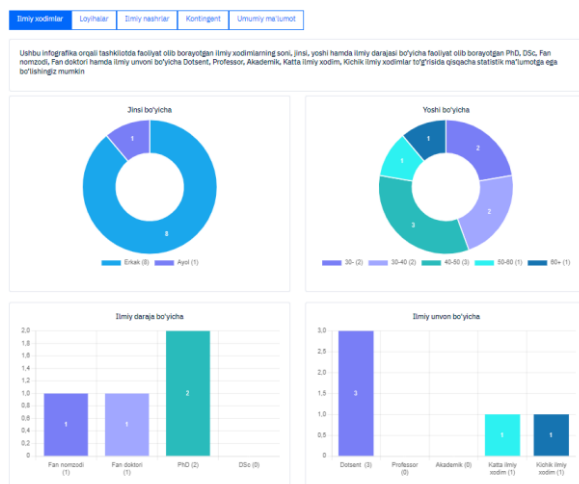 Ilmiy xodimlar Loyihalar Ilmiy nashrlar Kontingent Umumiy ma'lumot
Ushbu infografika orqali tashkilotda faoliyat olib borayotgan ilmiy xodimlarning soni, jinsi, yoshi hamda ilmiy darajasi bo'yicha faoliyat olib borayotgan PhD, DSc, Fan
nomzodi, Fan doktori hamda ilmiy unvoni bo'yicha Dotsent, Professor, Akademik, Katta ilmiy xodim, Kichik ilmiy xodimlar to'g'risida qisqacha statistik ma'lumotga ega
bo'lishingiz mumkin
Jinsi bo'yicha
1
8
Erkak (8) Ayol (1)
Yoshi bo'yicha
1
2
1
2
3
30- (2) 30-40 (2) 40-50 (3) 50-60 (1) 60+ (1)
Ilmiy daraja bo'yicha
2,0
1,8
1,6
1,4
1,2
1,0
0,8
0,6
0,4
0,2
0
1
1
2
Fan nomzodi
(1)
Fan doktori
(1)
PhD (2)
DSc (0)
Ilmiy unvon bo'yicha
3,0
2,5
2,0
1,5
1,0
0,5
0
3
1
1
Dotsent (3)
Professor
(0)
Akademik (0)
Katta ilmiy
xodim (1)
Kichik ilmiy
xodim (1)